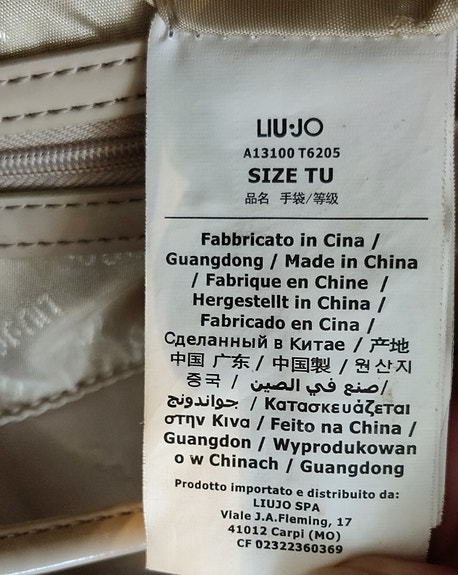 LIU·JO
A13100 T6205
SIZE TU
品名 手袋/等级
Fabbricato in Cina /
Guangdong / Made in China
/ Fabrique en Chine /
Hergestellt in China /
Fabricado en Cina /
Сделанный в Китае / 产地
中国 广东 / 中国製 / 원산지
중국 / صنع في الصين/
جواندونج / Κατασκευάζεται
στην Κινα / Feito na China /
Guangdon / Wyprodukowan
o w Chinach / Guangdong
Prodotto importato e distribuito da:
LIUJO SPA
Viale J.A.Fleming, 17
41012 Carpi (MO)
CF 02322360369